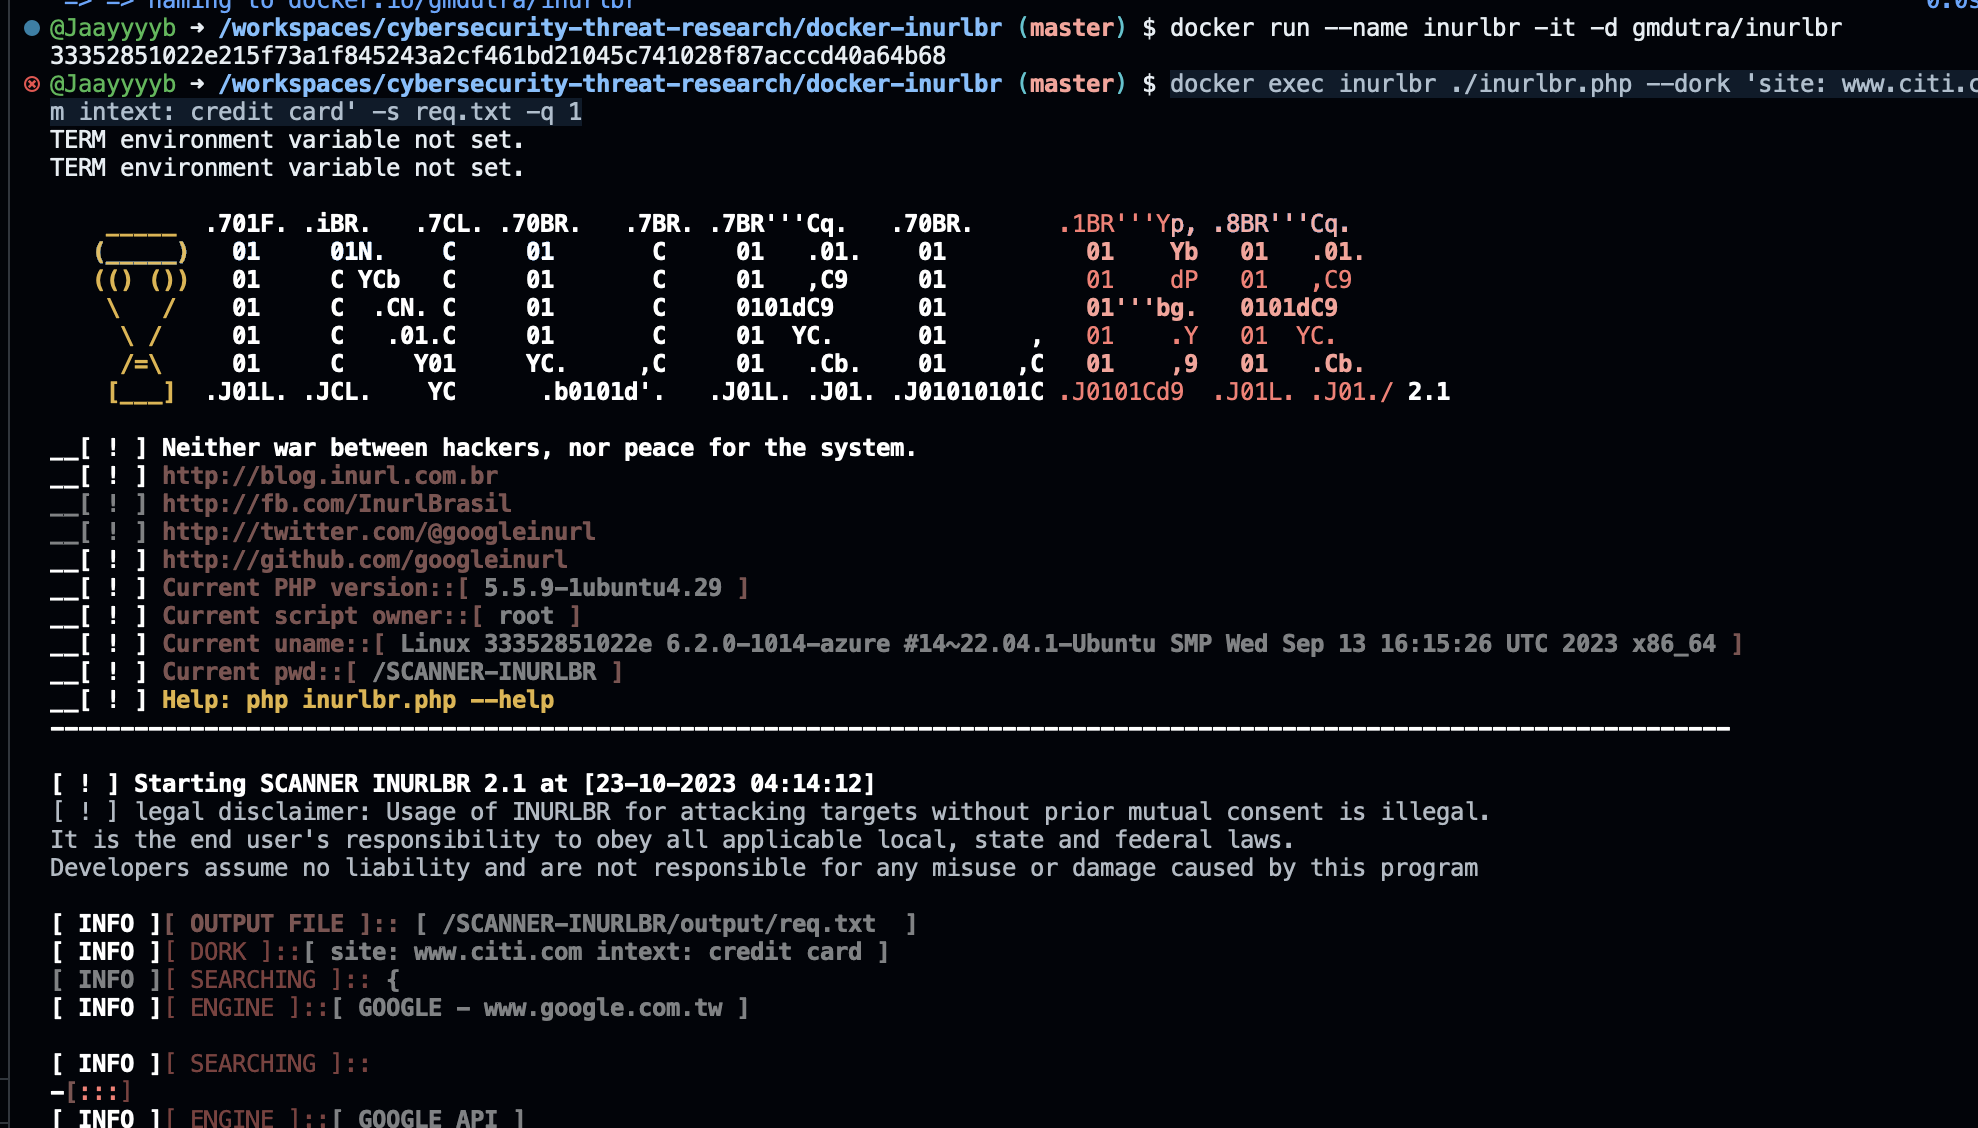 => => naming to docker.io/gmdutra/inurlbr 0.0s
@Jaayyyyb ➜ /workspaces/cybersecurity-threat-research/docker-inurlbr (master) $ docker run --name inurlbr -it -d gmdutra/inurlbr
33352851022e215f73a1f845243a2cf461bd21045c741028f87acccd40a64b68
@Jaayyyyb ➜ /workspaces/cybersecurity-threat-research/docker-inurlbr (master) $ docker exec inurlbr ./inurlbr.php --dork 'site: www.citi.c
m intext: credit card' -s req.txt -q 1
TERM environment variable not set.
TERM environment variable not set.
 _____  .701F. .iBR.   .7CL. .70BR.   .7BR. .7BR'''Cq.   .70BR.      .1BR'''Yp, .8BR'''Cq.
(_____)   01     01N.    C     01       C     01   .01.    01          01    Yb   01   .01.
(() ())   01     C YCb   C     01       C     01   ,C9     01          01    dP   01   ,C9
 \   /    01     C  .CN. C     01       C     0101dC9      01          01'''bg.   0101dC9
  \ /     01     C   .01.C     01       C     01  YC.      01      ,   01    .Y   01  YC.
  /=\     01     C     Y01     YC.     ,C     01   .Cb.    01     ,C   01    ,9   01   .Cb.
 [___]  .J01L. .JCL.    YC      .b0101d'.   .J01L. .J01. .J01010101C .J0101Cd9  .J01L. .J01./ 2.1
__[ ! ] Neither war between hackers, nor peace for the system.
__[ ! ] http://blog.inurl.com.br
__[ ! ] http://fb.com/InurlBrasil
__[ ! ] http://twitter.com/@googleinurl
__[ ! ] http://github.com/googleinurl
__[ ! ] Current PHP version::[ 5.5.9-1ubuntu4.29 ]
__[ ! ] Current script owner::[ root ]
__[ ! ] Current uname::[ Linux 33352851022e 6.2.0-1014-azure #14~22.04.1-Ubuntu SMP Wed Sep 13 16:15:26 UTC 2023 x86_64 ]
__[ ! ] Current pwd::[ /SCANNER-INURLBR ]
__[ ! ] Help: php inurlbr.php --help
------------------------------------------------------------------------------------------------------------------------
[ ! ] Starting SCANNER INURLBR 2.1 at [23-10-2023 04:14:12]
[ ! ] legal disclaimer: Usage of INURLBR for attacking targets without prior mutual consent is illegal.
It is the end user's responsibility to obey all applicable local, state and federal laws.
Developers assume no liability and are not responsible for any misuse or damage caused by this program
[ INFO ][ OUTPUT FILE ]:: [ /SCANNER-INURLBR/output/req.txt  ]
[ INFO ][ DORK ]::[ site: www.citi.com intext: credit card ]
[ INFO ][ SEARCHING ]:: {
[ INFO ][ ENGINE ]::[ GOOGLE - www.google.com.tw ]
[ INFO ][ SEARCHING ]::
-[:::]
[ INFO ][ ENGINE ]::[ GOOGLE API ]